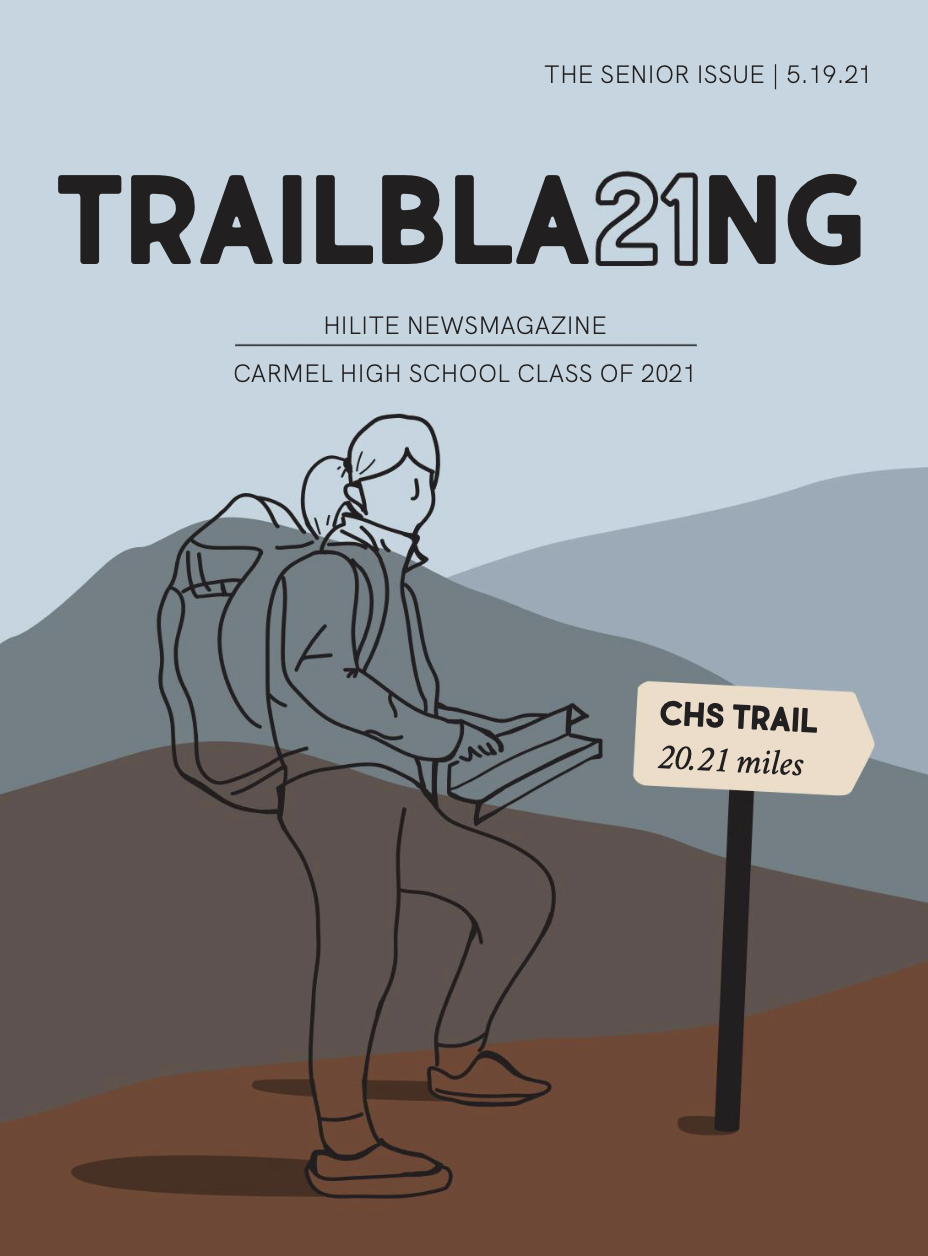 THE SENIOR ISSUE | 5.19.21
TRAILBLA21NG
HILITE NEWSMAGAZINE
CARMEL HIGH SCHOOL CLASS OF 2021
CHS TRAIL
20.21 miles